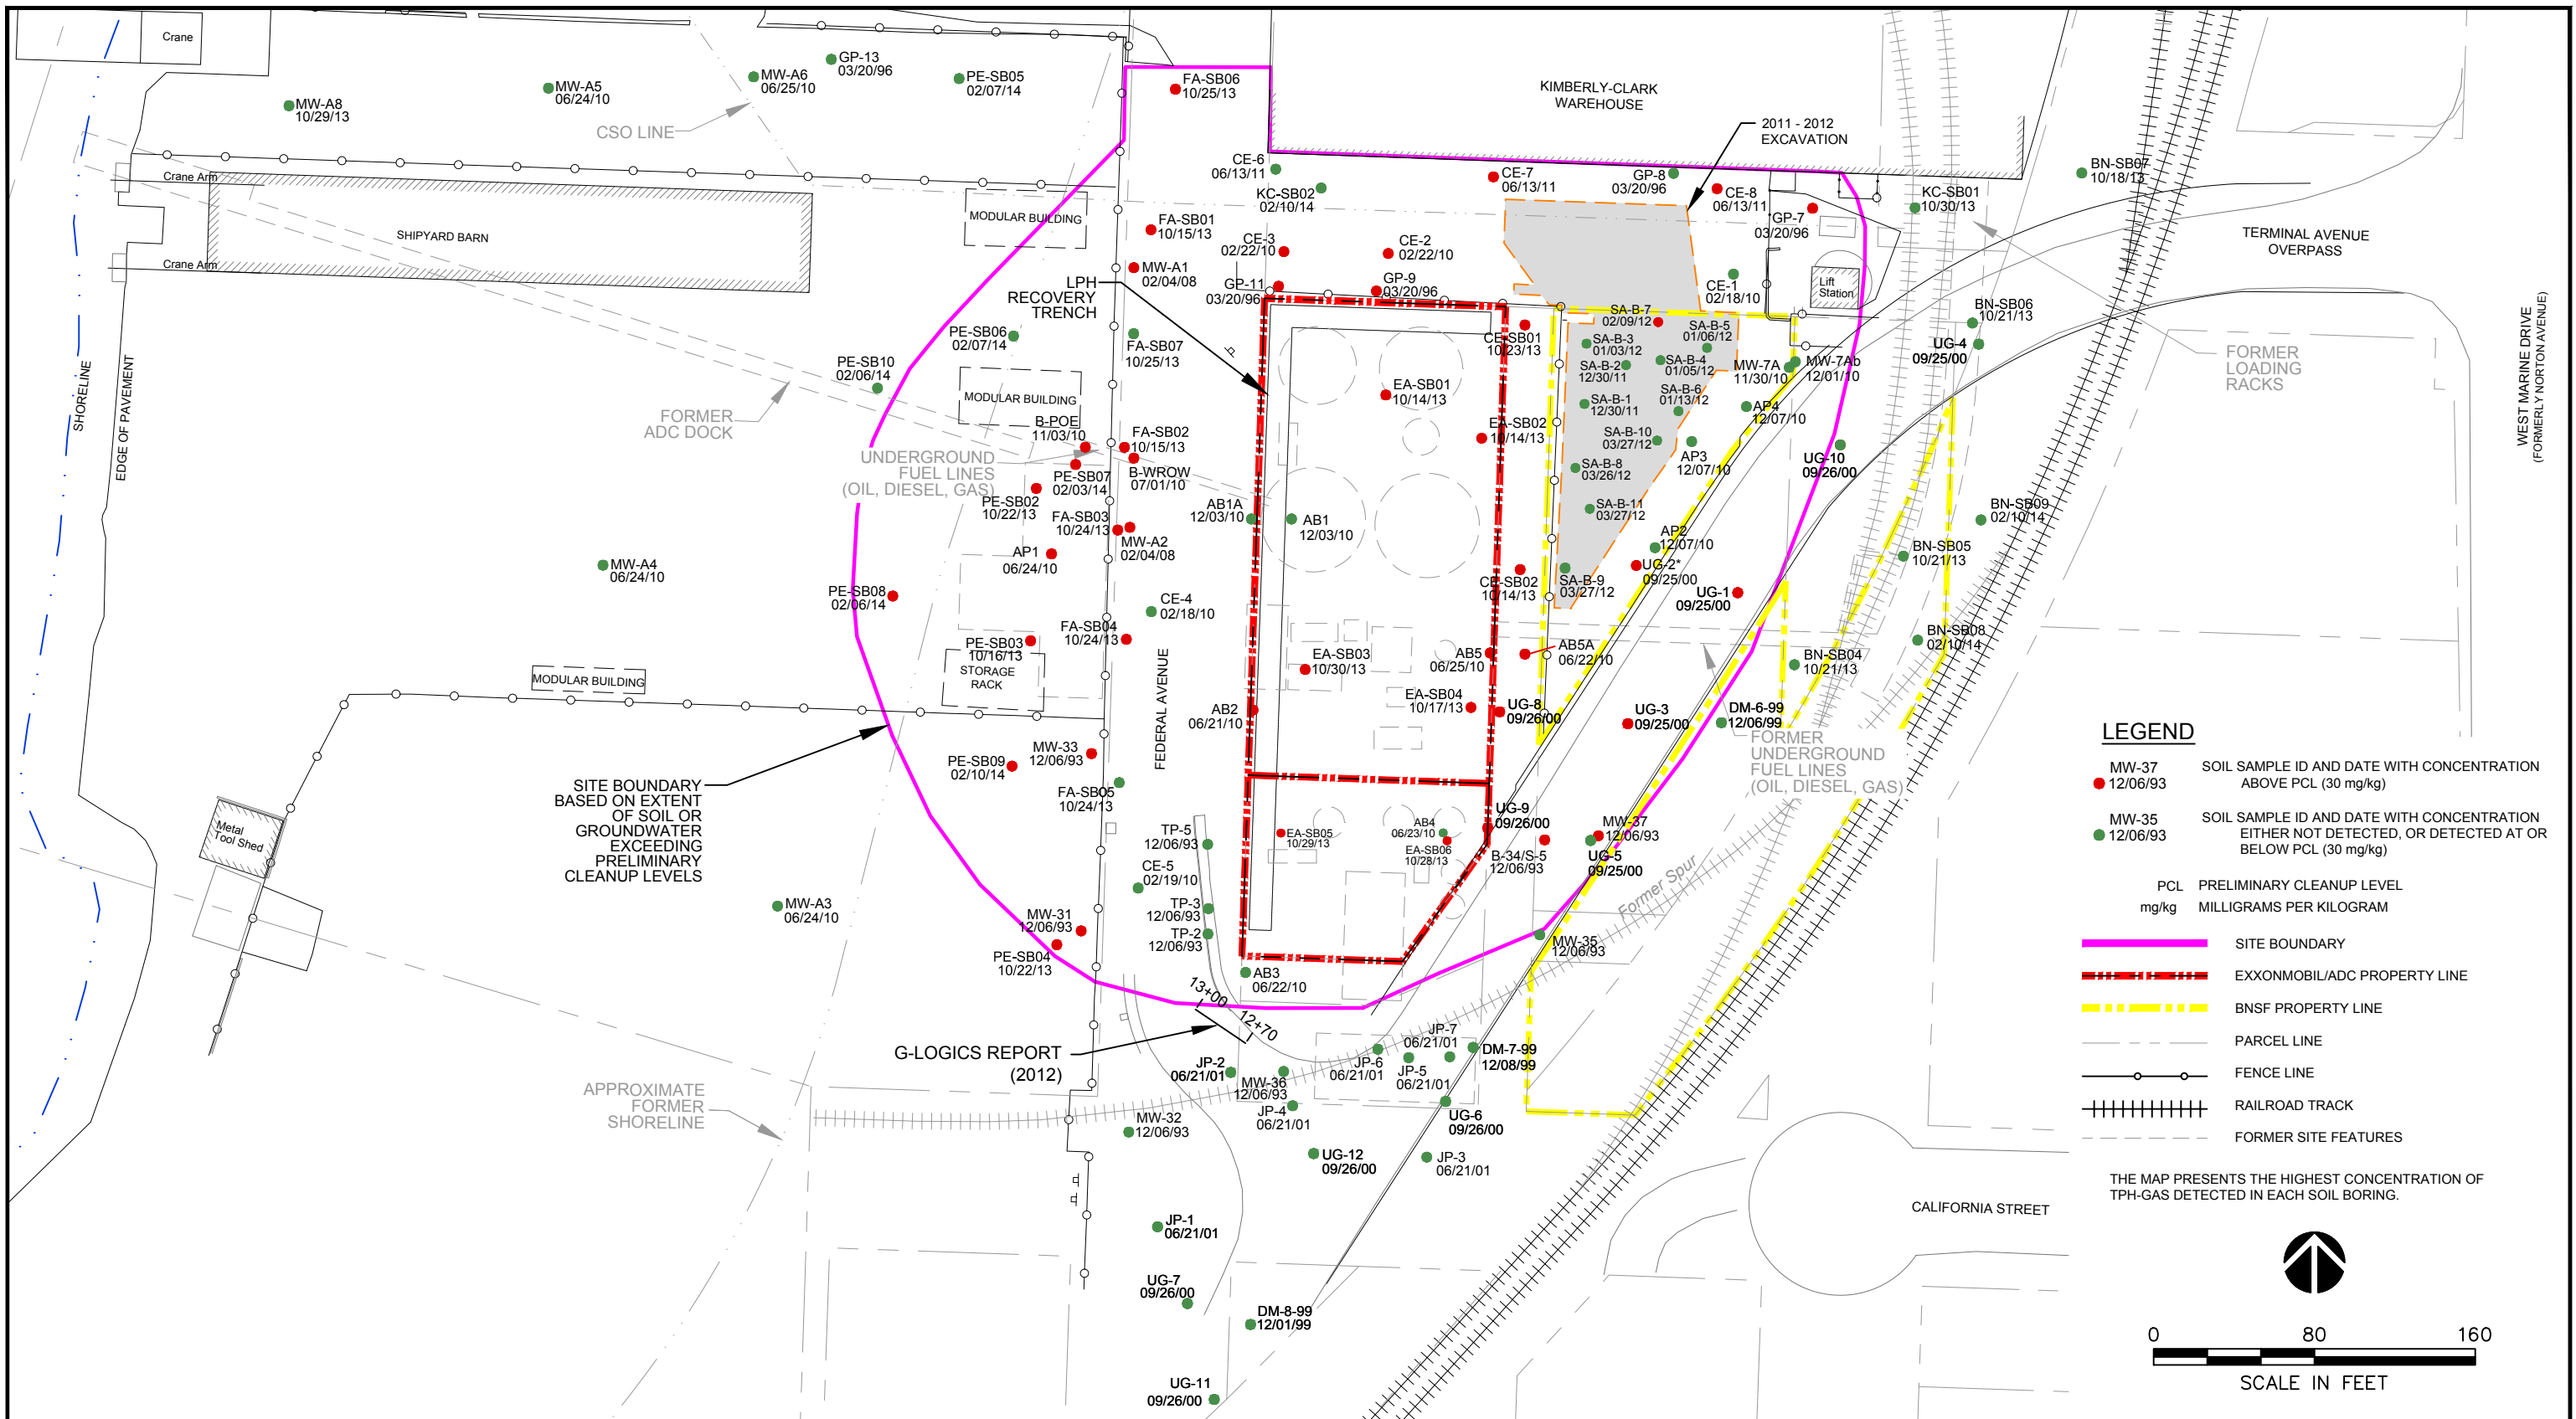 Crane
MW-A8
10/29/13
MW-A5
06/24/10
MW-A6
06/25/10
GP-13
03/20/96
PE-SB05
02/07/14
CSO LINE
FA-SB06
10/25/13
KIMBERLY-CLARK
WAREHOUSE
2011 - 2012
EXCAVATION
Crane Arm
SHIPYARD BARN
Crane Arm
MODULAR BUILDING
CE-6
06/13/11
KC-SB02
02/10/14
CE-7
06/13/11
GP-8
03/20/96
CE-8
06/13/11
GP-7
03/20/96
KC-SB01
10/30/13
BN-SB07
10/18/13
TERMINAL AVENUE
OVERPASS
FA-SB01
10/15/13
MW-A1
02/04/08
CE-3
02/22/10
CE-2
02/22/10
GP-11
03/20/96
GP-9
03/20/96
CE-1
02/18/10
Lift
Station
LPH
RECOVERY
TRENCH
BN-SB06
10/21/13
UG-4
09/25/00
FORMER
LOADING
RACKS
WEST MARINE DRIVE
(FORMERLY NORTON AVENUE)
SHORELINE
EDGE OF PAVEMENT
PE-SB06
02/07/14
PE-SB10
02/06/14
FA-SB07
10/25/13
CE-SB01
10/23/13
SA-B-7
02/09/12
SA-B-5
01/06/12
SA-B-3
01/03/12
SA-B-4
01/05/12
SA-B-2
12/30/11
SA-B-6
01/13/12
SA-B-1
12/30/11
MW-7A
11/30/10
MW-7Ab
12/01/10
AP4
12/07/10
FORMER
ADC DOCK
MODULAR BUILDING
B-POE
11/03/10
FA-SB02
10/15/13
EA-SB01
10/14/13
EA-SB02
10/14/13
SA-B-10
03/27/12
AP3
12/07/10
SA-B-8
03/26/12
UG-10
09/26/00
UNDERGROUND
FUEL LINES
(OIL, DIESEL, GAS)
PE-SB07
02/03/14
B-WROW
07/01/10
PE-SB02
10/22/13
FA-SB03
10/24/13
MW-A2
02/04/08
AB1A
12/03/10
AB1
12/03/10
SA-B-11
03/27/12
AP2
12/07/10
BN-SB09
02/10/14
BN-SB05
10/21/13
MW-A4
06/24/10
AP1
06/24/10
PE-SB08
02/06/14
CE-4
02/18/10
CE-SB02
10/14/13
SA-B-9
03/27/12
UG-2*
09/25/00
UG-1
09/25/00
PE-SB03
10/16/13
STORAGE
RACK
FA-SB04
10/24/13
EA-SB03
10/30/13
AB5
06/25/10
AB5A
06/22/10
BN-SB08
02/10/14
BN-SB04
10/21/13
MODULAR BUILDING
FEDERAL AVENUE
AB2
06/21/10
EA-SB04
10/17/13
UG-8
09/26/00
UG-3
09/25/00
DM-6-99
12/06/99
FORMER
UNDERGROUND
FUEL LINES
(OIL, DIESEL, GAS)
PE-SB09
02/10/14
MW-33
12/06/93
FA-SB05
10/24/13
SITE BOUNDARY
BASED ON EXTENT
OF SOIL OR
GROUNDWATER
EXCEEDING
PRELIMINARY
CLEANUP LEVELS
Metal
Tool Shed
TP-5
12/06/93
EA-SB05
10/29/13
AB4
06/23/10
EA-SB06
10/28/13
UG-9
09/26/00
B-34/S-5
12/06/93
MW-37
12/06/93
UG-5
09/25/00
Former Spur
CE-5
02/19/10
TP-3
12/06/93
TP-2
12/06/93
MW-A3
06/24/10
MW-31
12/06/93
PE-SB04
10/22/13
MW-35
12/06/93
AB3
06/22/10
13+00
12+70
G-LOGICS REPORT
(2012)
APPROXIMATE
FORMER
SHORELINE
JP-2
06/21/01
MW-36
12/06/93
JP-4
06/21/01
JP-6
06/21/01
JP-7
06/21/01
JP-5
06/21/01
DM-7-99
12/08/99
UG-6
09/26/00
MW-32
12/06/93
UG-12
09/26/00
JP-3
06/21/01
JP-1
06/21/01
UG-7
09/26/00
DM-8-99
12/01/99
UG-11
09/26/00
CALIFORNIA STREET
LEGEND
MW-37
12/06/93
SOIL SAMPLE ID AND DATE WITH CONCENTRATION
ABOVE PCL (30 mg/kg)
MW-35
12/06/93
SOIL SAMPLE ID AND DATE WITH CONCENTRATION
EITHER NOT DETECTED, OR DETECTED AT OR
BELOW PCL (30 mg/kg)
PCL PRELIMINARY CLEANUP LEVEL
mg/kg MILLIGRAMS PER KILOGRAM
SITE BOUNDARY
EXXONMOBIL/ADC PROPERTY LINE
BNSF PROPERTY LINE
PARCEL LINE
FENCE LINE
RAILROAD TRACK
FORMER SITE FEATURES
THE MAP PRESENTS THE HIGHEST CONCENTRATION OF
TPH-GAS DETECTED IN EACH SOIL BORING.
0 80 160
SCALE IN FEET